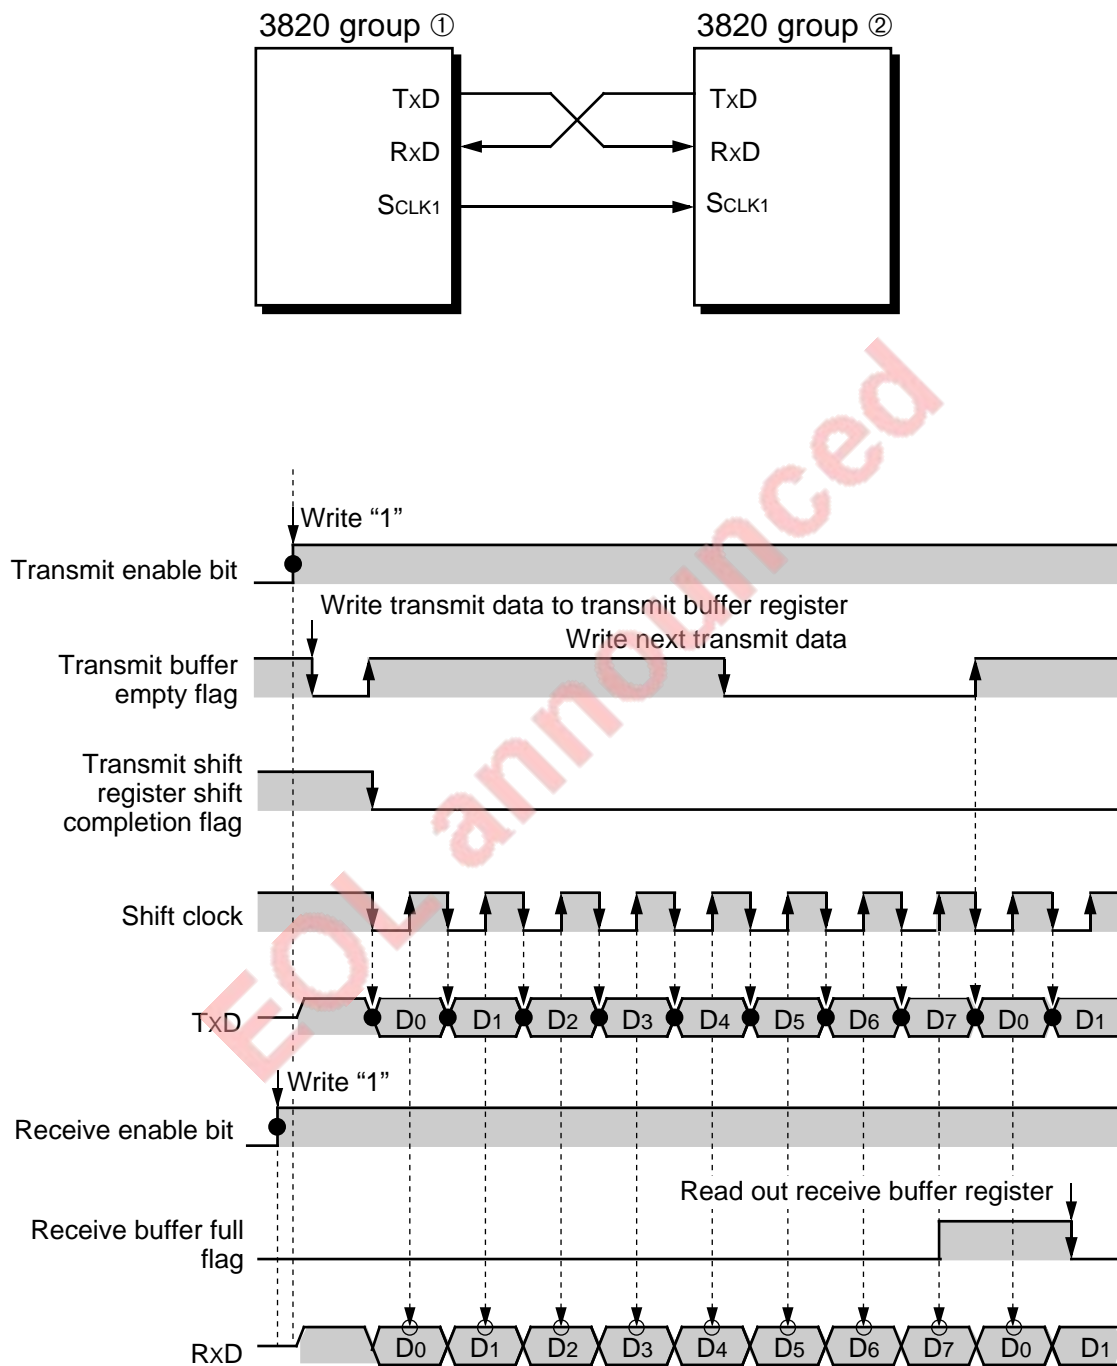 3820 group ①
3820 group ②
TxD
TxD
RxD
RxD
SCLK1
SCLK1
Write “1”
Transmit enable bit
Write transmit data to transmit buffer register
Write next transmit data
Transmit buffer
empty flag
Transmit shift
register shift
completion flag
Shift clock
TxD
D0 D1 D2 D3 D4 D5 D6 D7 D0 D1
Write “1”
Receive enable bit
Read out receive buffer register
Receive buffer full
flag
RxD
D0 D1 D2 D3 D4 D5 D6 D7 D0 D1
EOL announced